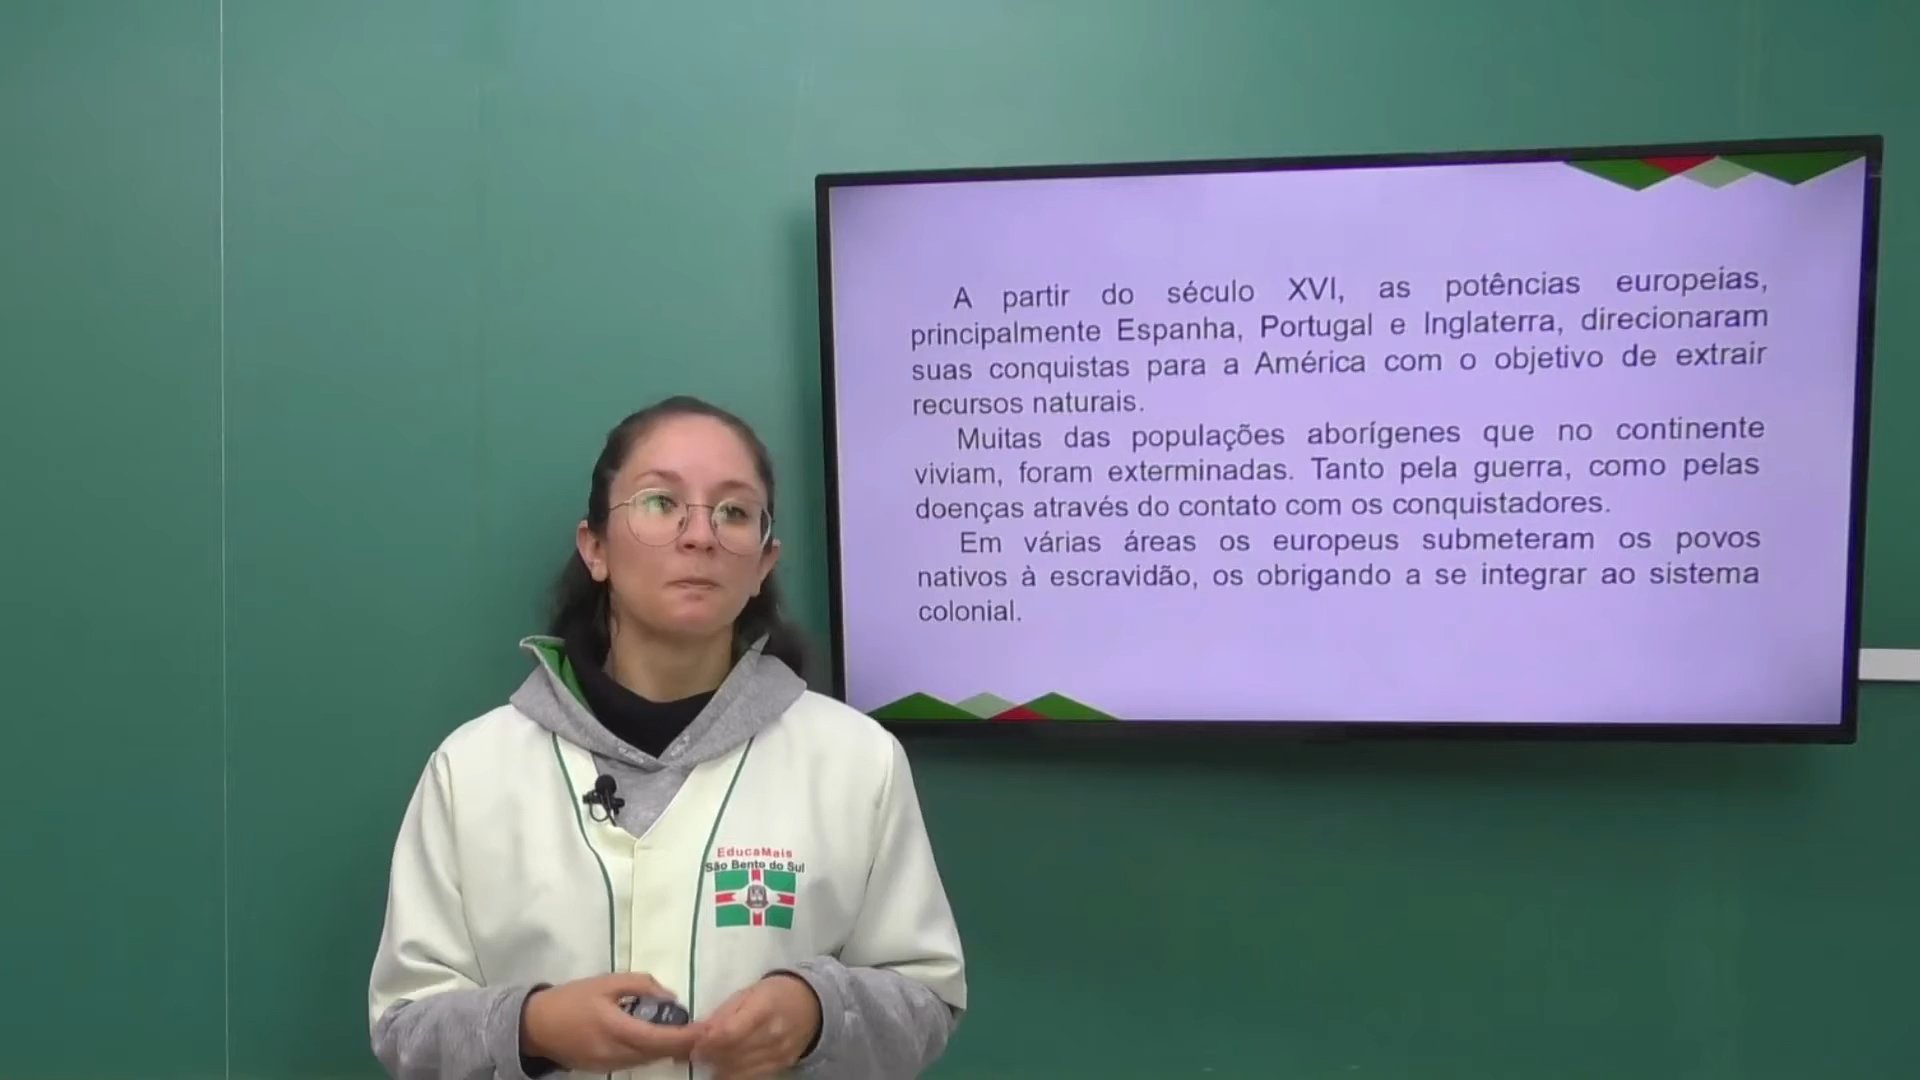 A partir do século XVI, as potências europeias,
principalmente Espanha, Portugal e Inglaterra, direcionaram
suas conquistas para a América com o objetivo de extrair
recursos naturais.
Muitas das populações aborígenes que no continente
viviam, foram exterminadas. Tanto pela guerra, como pelas
doenças através do contato com os conquistadores.
Em várias áreas os europeus submeteram os povos
nativos à escravidão, os obrigando a se integrar ao sistema
colonial.
EducaMais
São Bento do Sul